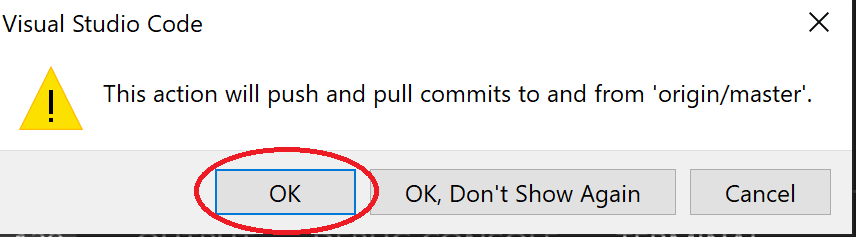 Visual Studio Code
This action will push and pull commits to and from 'origin/master'.
OK
OK, Don't Show Again
Cancel